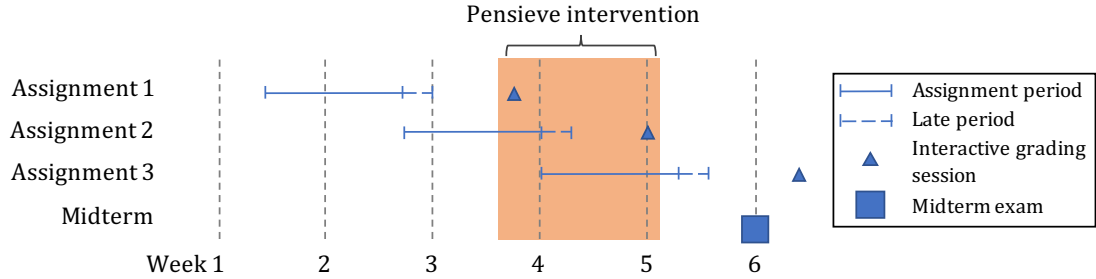 Pensieve intervention
Assignment 1
Assignment 2
Assignment 3
Midterm
Week 1 2 3 4 5 6
Assignment period
Late period
Interactive grading
session
Midterm exam